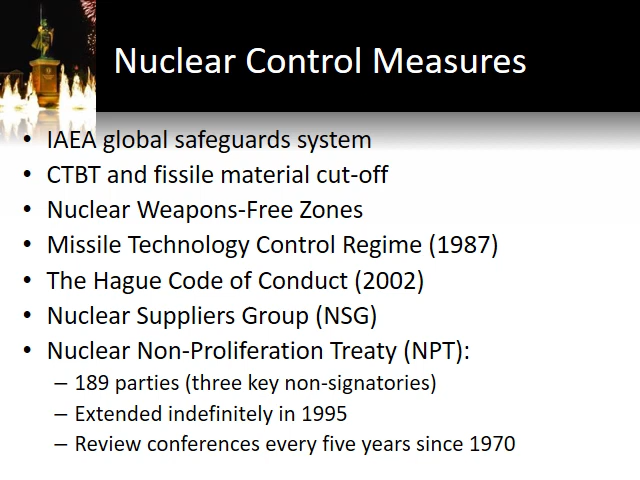 Nuclear Control Measures
• IAEA global safeguards system
• CTBT and fissile material cut-off
• Nuclear Weapons-Free Zones
• Missile Technology Control Regime (1987)
• The Hague Code of Conduct (2002)
• Nuclear Suppliers Group (NSG)
• Nuclear Non-Proliferation Treaty (NPT):
– 189 parties (three key non-signatories)
– Extended indefinitely in 1995
– Review conferences every five years since 1970